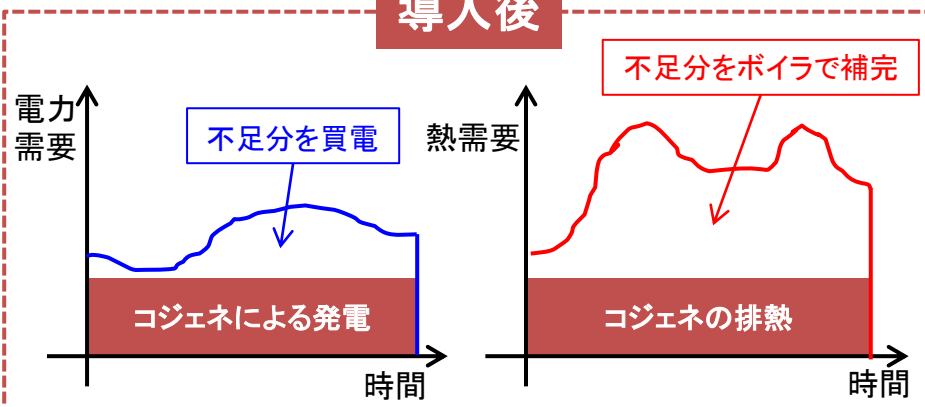 導入後
電力
需要
不足分を買電
コジェネによる発電
時間
熱需要
不足分をボイラで補完
コジェネの排熱
時間